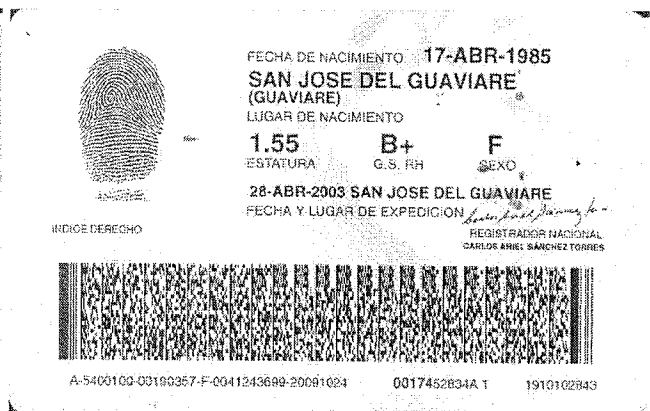 FECHA DE NACIMIENTO 17-ABR-1985
SAN JOSE DEL GUAVIARE
(GUAVIARE)
LUGAR DE NACIMIENTO
1.55 B+ F
ESTATURA G.S. RH SEXO
28-ABR-2003 SAN JOSE DEL GUAVIARE
FECHA Y LUGAR DE EXPEDICION
INDICE DERECHO
REGISTRADOR NACIONAL
CARLOS ARIEL SÁNCHEZ TORRES
A-5400100-00190357-F-0041243699-20091024 0017452834A 1 1910102843